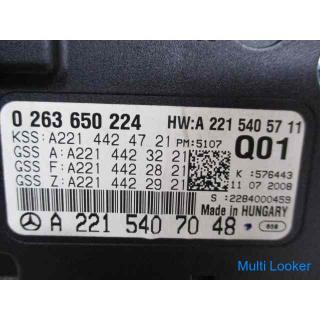 0 263 650 224 HW:A 221 540 57 11
KSS:A221 442 47 21 PM:5107 Q01
GSS A:A221 442 32 21 K :576443
GSS F:A221 442 28 21 11 07 2008
GSS Z:A221 442 29 21 S :2284000459
Made in HUNGARY
A 221 540 70 48
Multi Looker